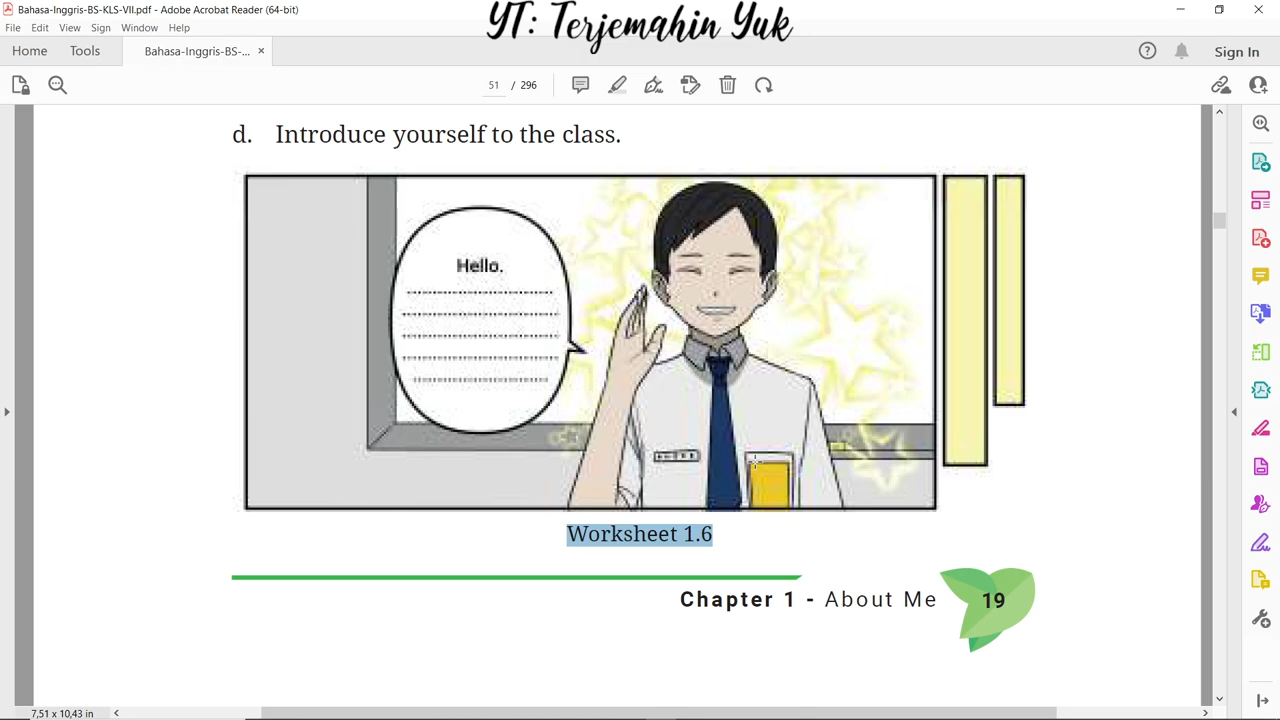 Bahasa-Inggris-BS-KLS-VII.pdf - Adobe Acrobat Reader (64-bit)
YT: Terjemahin Yuk
File Edit View Sign Window Help
Home Tools Bahasa-Inggris-BS-... × Sign In
51 / 296
d. Introduce yourself to the class.
Hello.
Worksheet 1.6
Chapter 1 - About Me 19
7,51 x 10,43 in